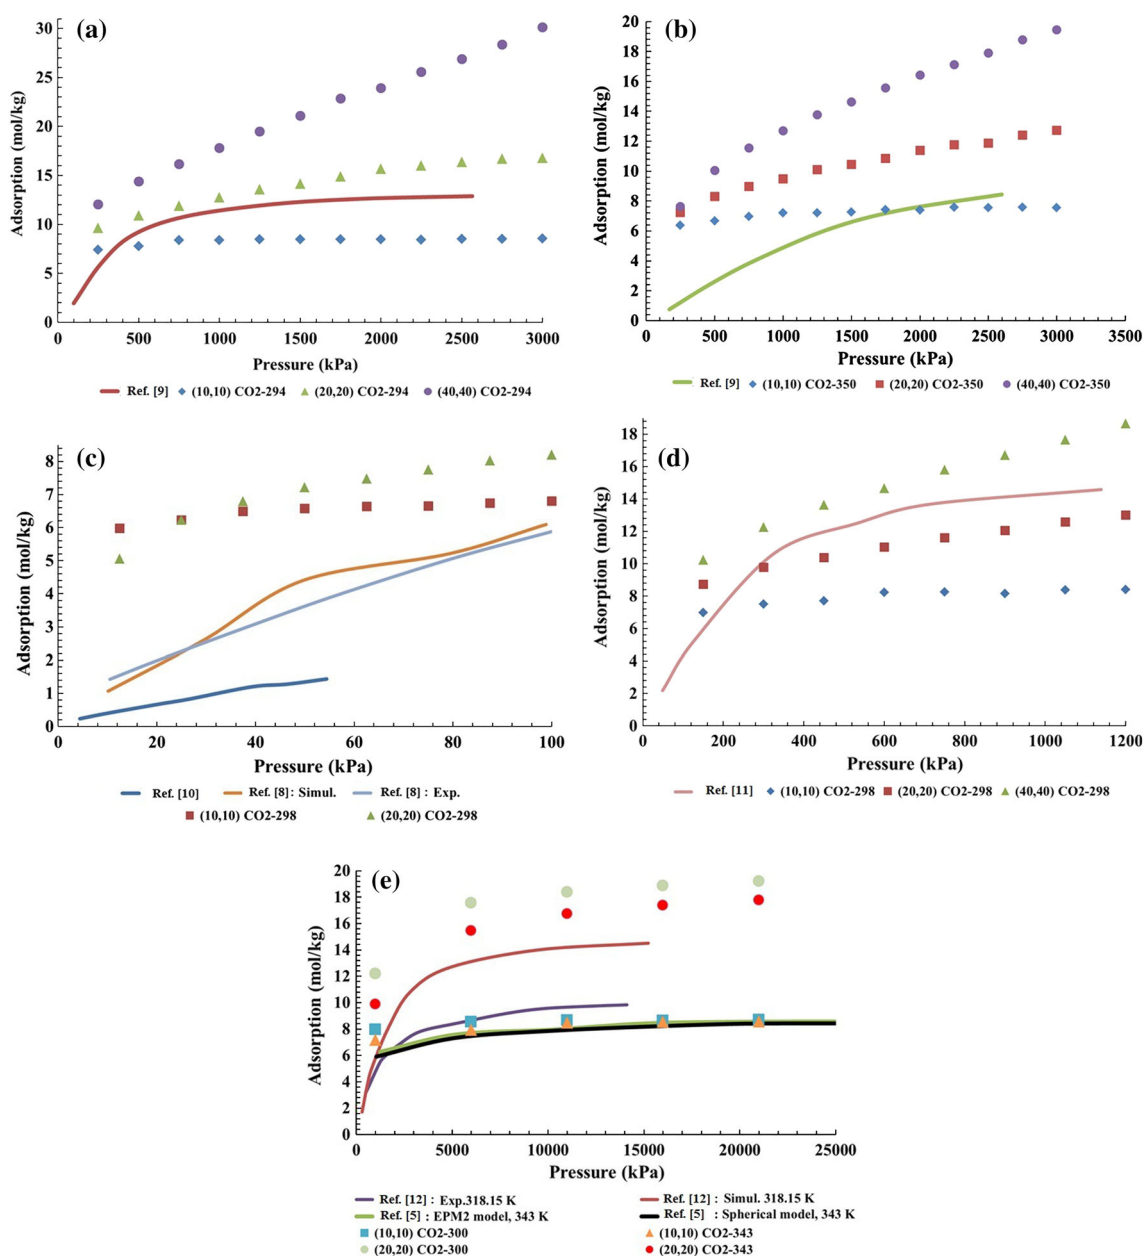 (a)
Adsorption (mol/kg)
30
25
20
15
10
5
0
0 500 1000 1500 2000 2500 3000
Pressure (kPa)
Ref. [9] (10,10) CO2-294 (20,20) CO2-294 (40,40) CO2-294
(b)
Adsorption (mol/kg)
20
18
16
14
12
10
8
6
4
2
0
0 500 1000 1500 2000 2500 3000 3500
Pressure (kPa)
Ref. [9] (10,10) CO2-350 (20,20) CO2-350 (40,40) CO2-350
(c)
Adsorption (mol/kg)
8
7
6
5
4
3
2
1
0
0 20 40 60 80 100
Pressure (kPa)
Ref. [10] Ref. [8] : Simul. Ref. [8] : Exp.
(10,10) CO2-298 (20,20) CO2-298
(d)
Adsorption (mol/kg)
18
16
14
12
10
8
6
4
2
0
0 200 400 600 800 1000 1200
Pressure (kPa)
Ref. [11] (10,10) CO2-298 (20,20) CO2-298 (40,40) CO2-298
(e)
Adsorption (mol/kg)
20
18
16
14
12
10
8
6
4
2
0
0 5000 10000 15000 20000 25000
Pressure (kPa)
Ref. [12] : Exp.318.15 K Ref. [12] : Simul. 318.15 K
Ref. [5] : EPM2 model, 343 K Ref. [5] : Spherical model, 343 K
(10,10) CO2-300 (10,10) CO2-343
(20,20) CO2-300 (20,20) CO2-343